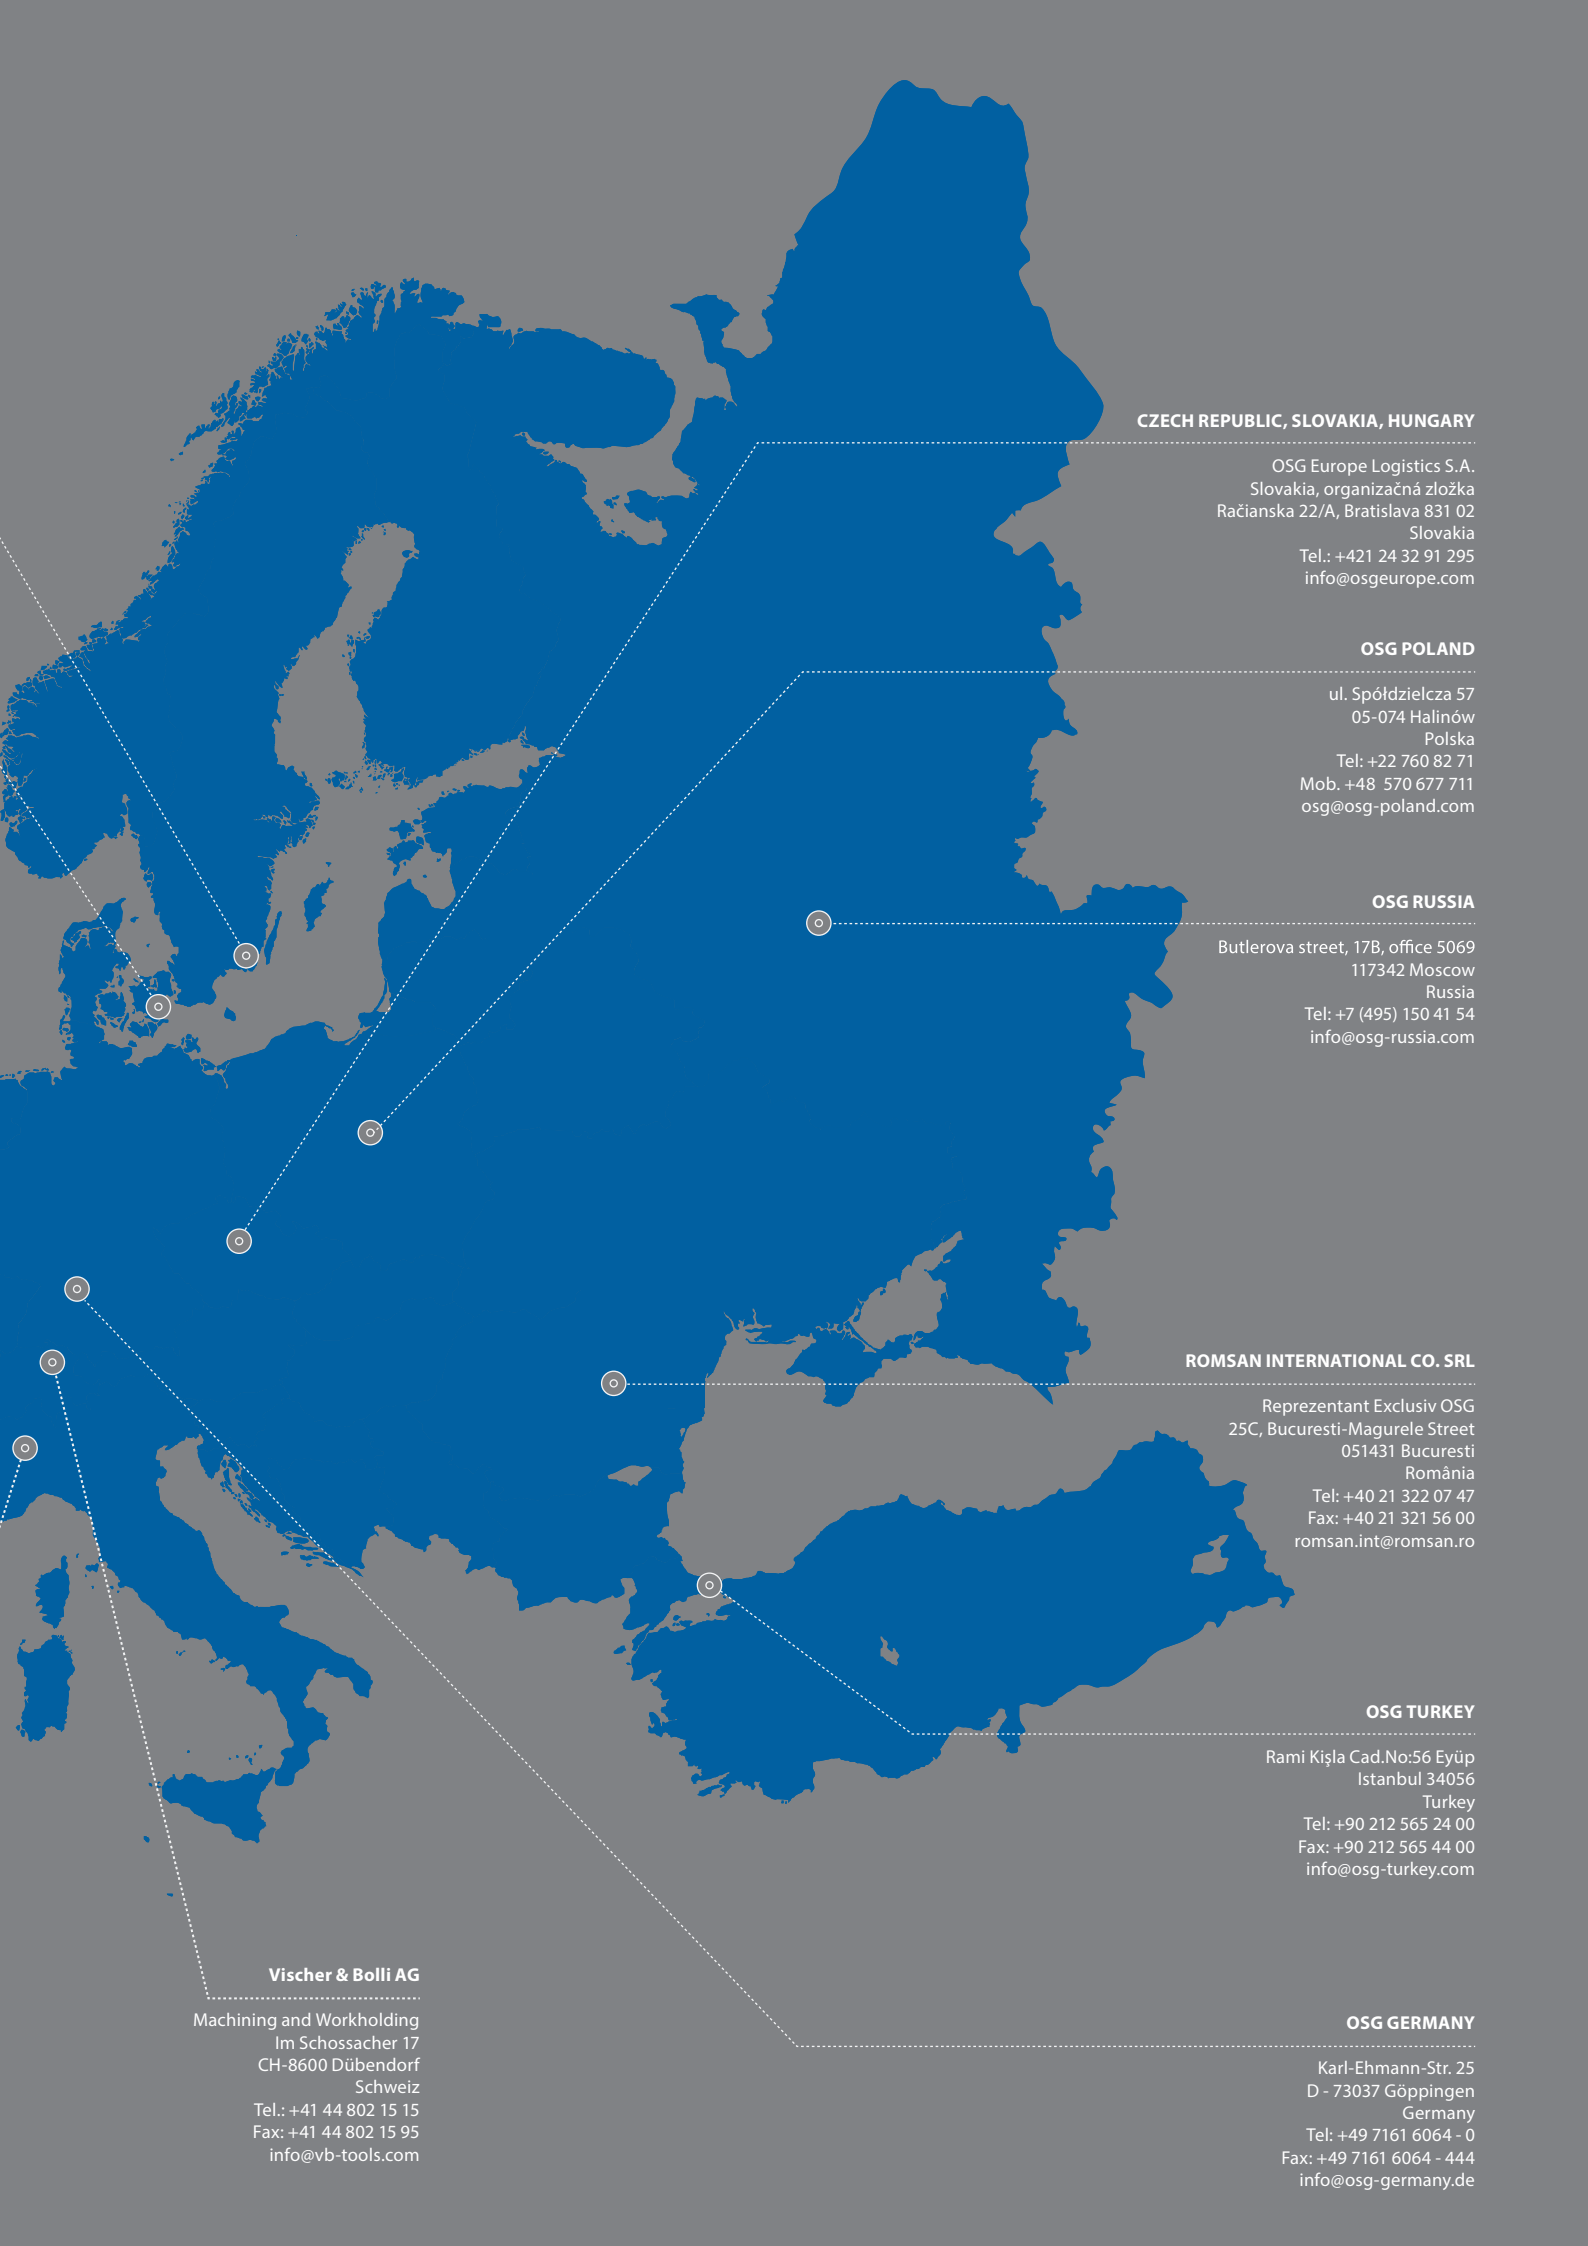 CZECH REPUBLIC, SLOVAKIA, HUNGARY
OSG Europe Logistics S.A.
Slovakia, organizačná zložka
Račianska 22/A, Bratislava 831 02
Slovakia
Tel.: +421 24 32 91 295
info@osgeurope.com
OSG POLAND
ul. Spółdzielcza 57
05-074 Halinów
Polska
Tel: +22 760 82 71
Mob. +48 570 677 711
osg@osg-poland.com
OSG RUSSIA
Butlerova street, 17B, office 5069
117342 Moscow
Russia
Tel: +7 (495) 150 41 54
info@osg-russia.com
ROMSAN INTERNATIONAL CO. SRL
Reprezentant Exclusiv OSG
25C, Bucuresti-Magurele Street
051431 Bucuresti
România
Tel: +40 21 322 07 47
Fax: +40 21 321 56 00
romsan.int@romsan.ro
OSG TURKEY
Rami Kişla Cad.No:56 Eyüp
Istanbul 34056
Turkey
Tel: +90 212 565 24 00
Fax: +90 212 565 44 00
info@osg-turkey.com
Vischer & Bolli AG
Machining and Workholding
Im Schossacher 17
CH-8600 Dübendorf
Schweiz
Tel.: +41 44 802 15 15
Fax: +41 44 802 15 95
info@vb-tools.com
OSG GERMANY
Karl-Ehmann-Str. 25
D - 73037 Göppingen
Germany
Tel: +49 7161 6064 - 0
Fax: +49 7161 6064 - 444
info@osg-germany.de